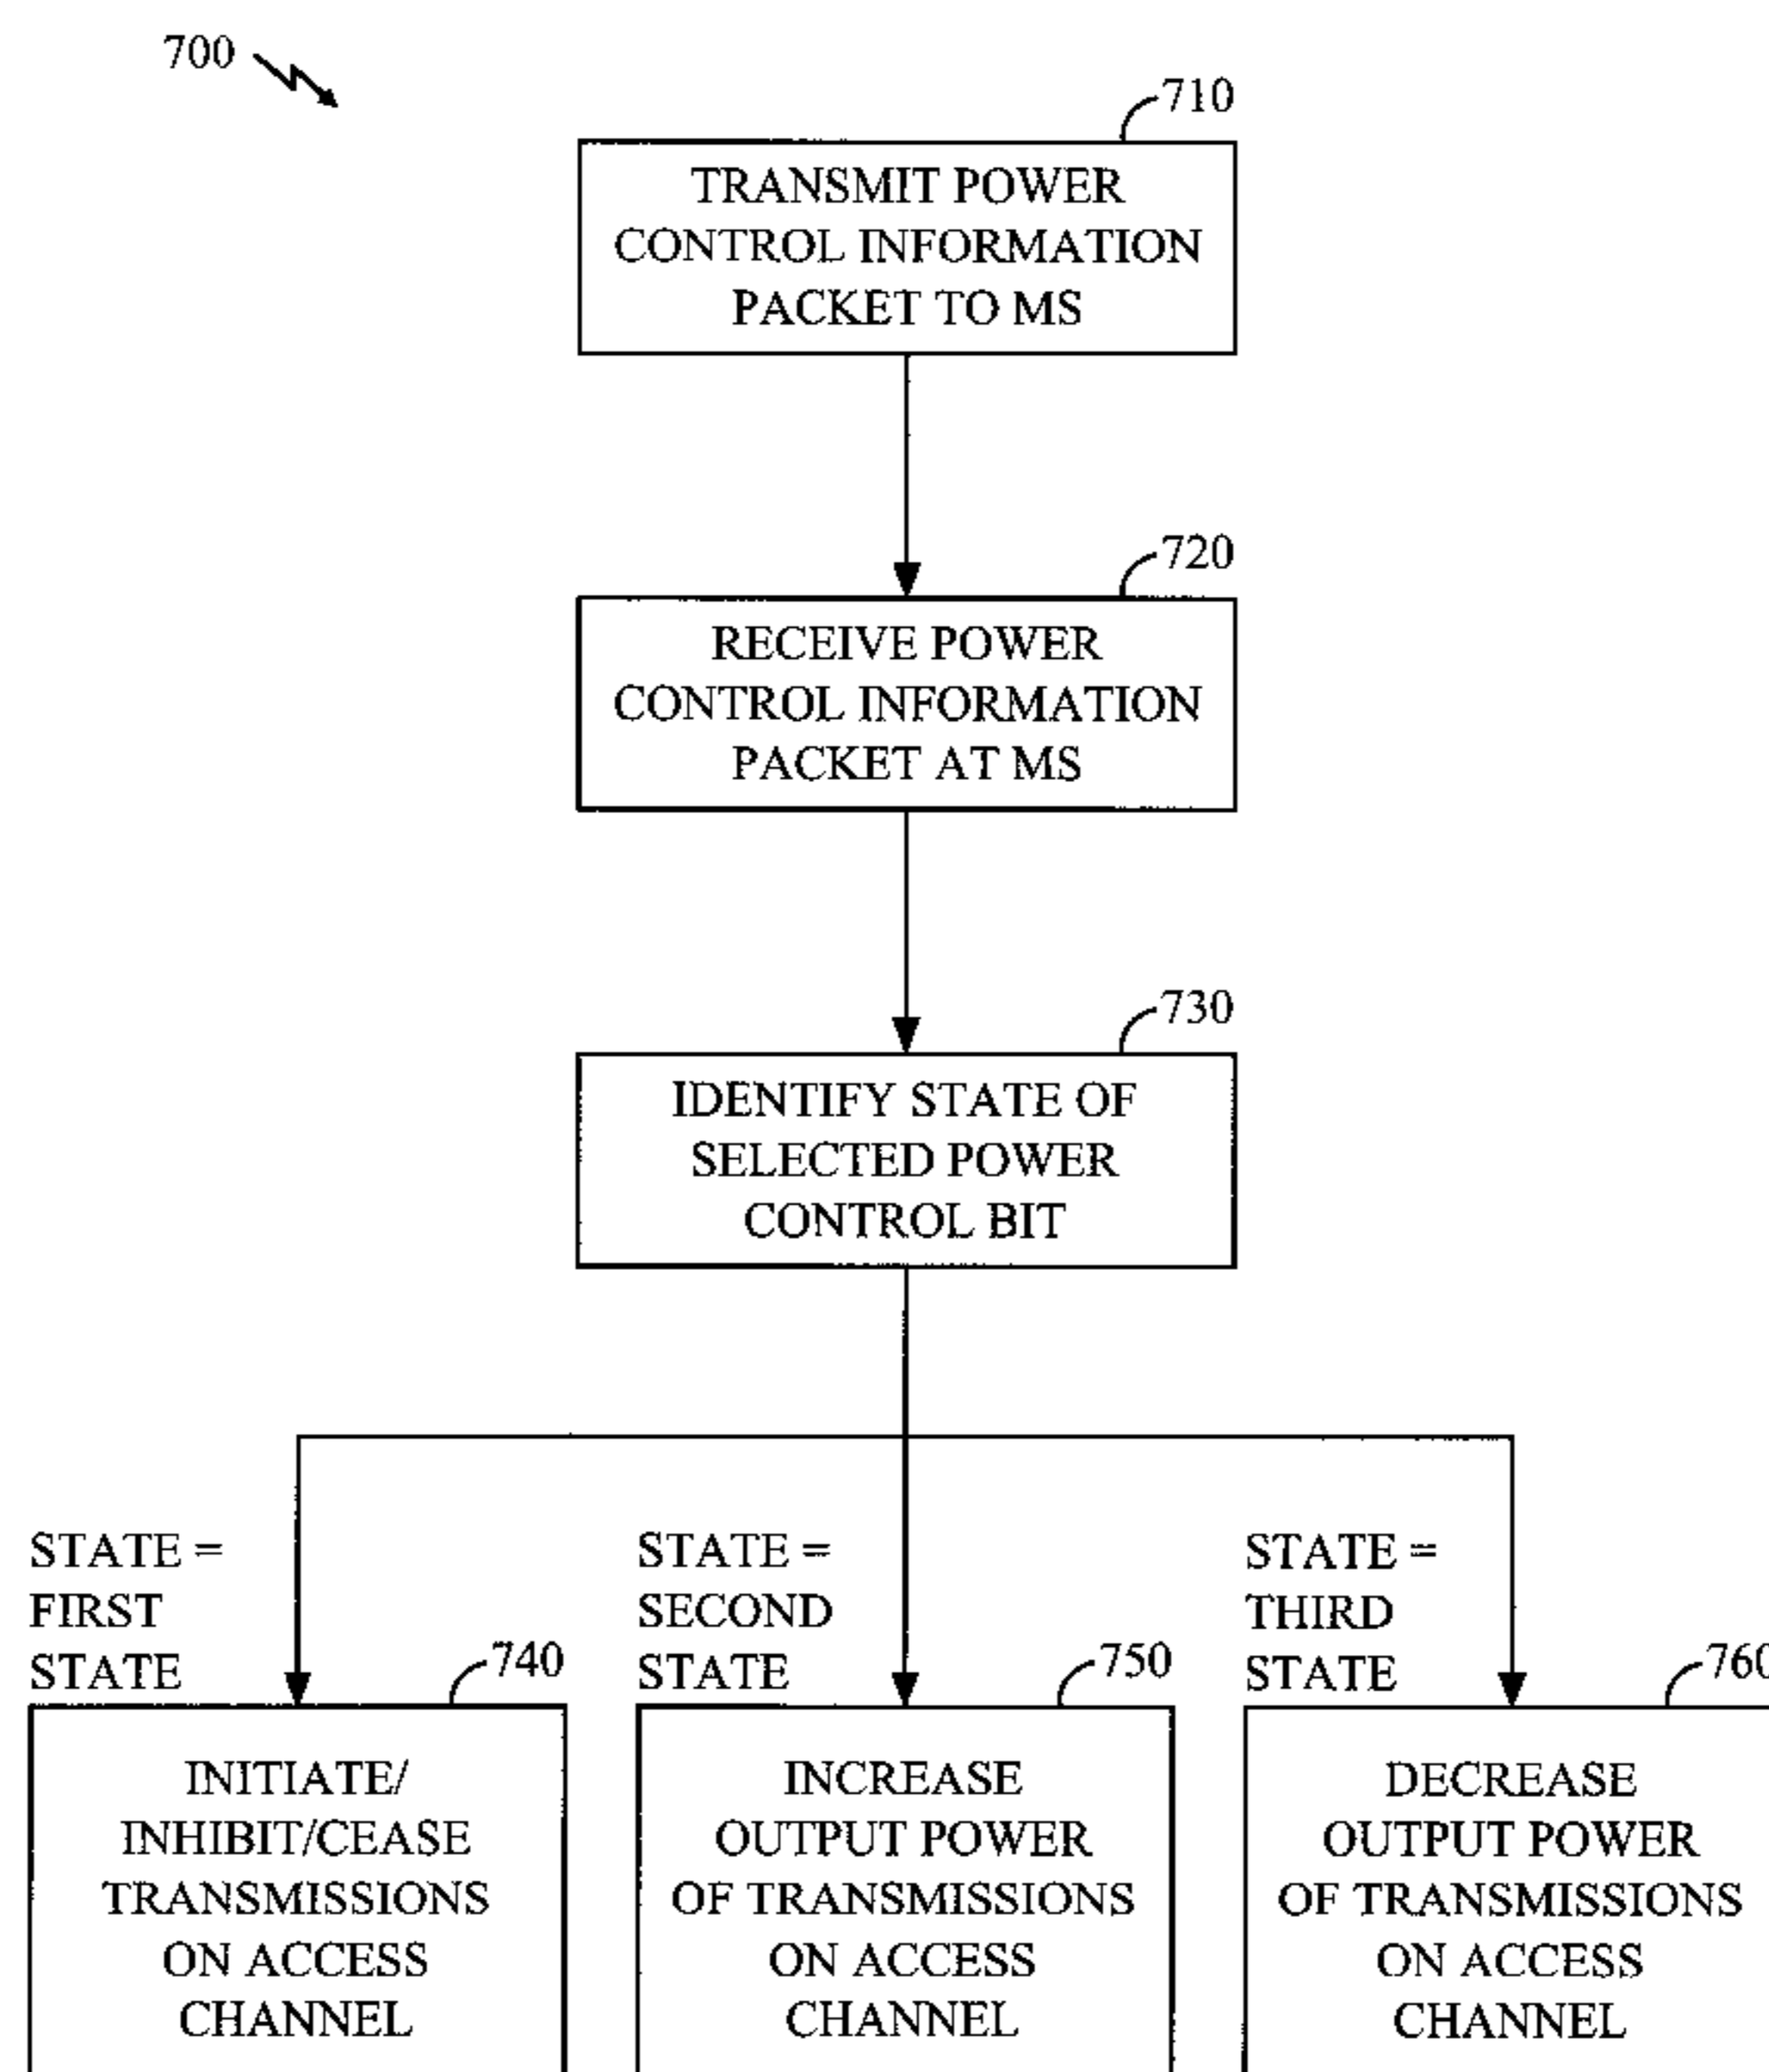 700
710
TRANSMIT POWER
CONTROL INFORMATION
PACKET TO MS
720
RECEIVE POWER
CONTROL INFORMATION
PACKET AT MS
730
IDENTIFY STATE OF
SELECTED POWER
CONTROL BIT
STATE =
FIRST
STATE
740
INITIATE/
INHIBIT/CEASE
TRANSMISSIONS
ON ACCESS
CHANNEL
STATE =
SECOND
STATE
750
INCREASE
OUTPUT POWER
OF TRANSMISSIONS
ON ACCESS
CHANNEL
STATE =
THIRD
STATE
760
DECREASE
OUTPUT POWER
OF TRANSMISSIONS
ON ACCESS
CHANNEL